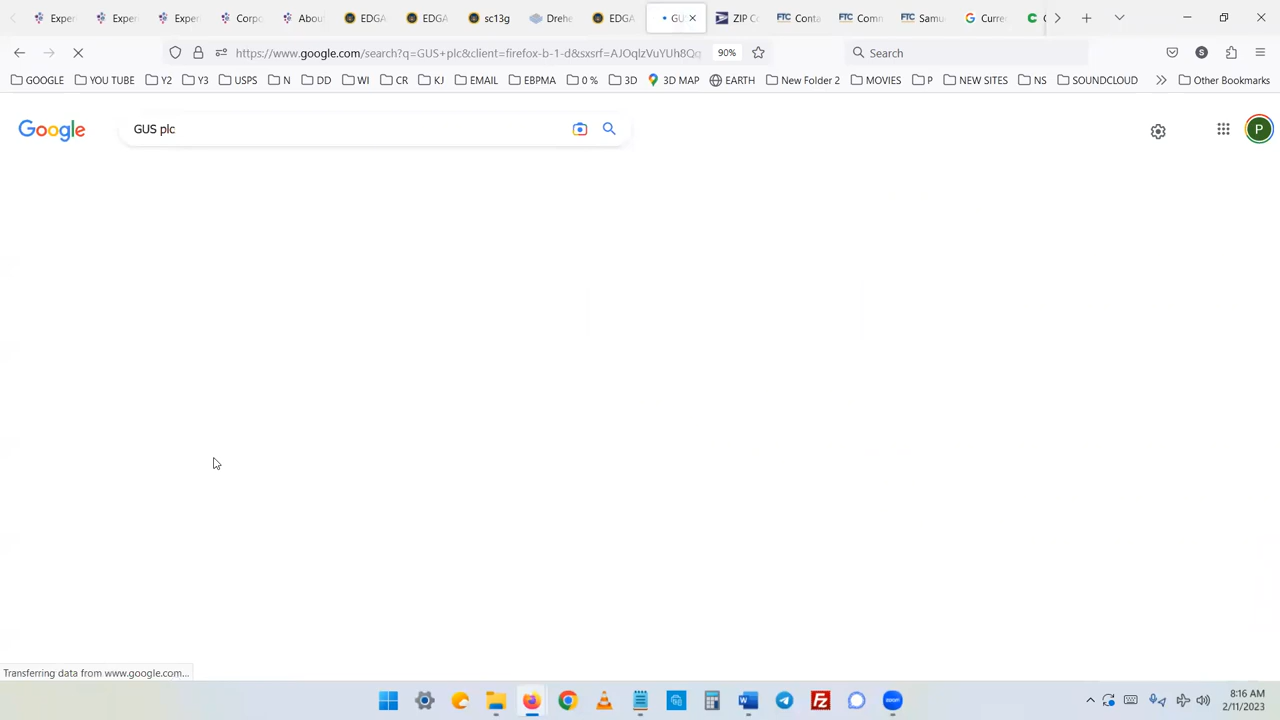 Exper
Exper
Exper
Corpo
Abou
EDGA
EDGA
sc13g
Drehe
EDGA
GU
ZIP C
Conta
Comm
Samu
Curre
https://www.google.com/search?q=GUS+plc&client=firefox-b-1-d&sxsrf=AJOqlzVuYUh8Qq
90%
S
Search
GOOGLE
YOU TUBE
Y2
Y3
USPS
N
DD
WI
CR
KJ
EMAIL
EBPMA
0 %
3D
3D MAP
EARTH
New Folder 2
MOVIES
P
NEW SITES
NS
SOUNDCLOUD
Other Bookmarks
Google
GUS plc
P
Transferring data from www.google.com...
8:16 AM
2/11/2023